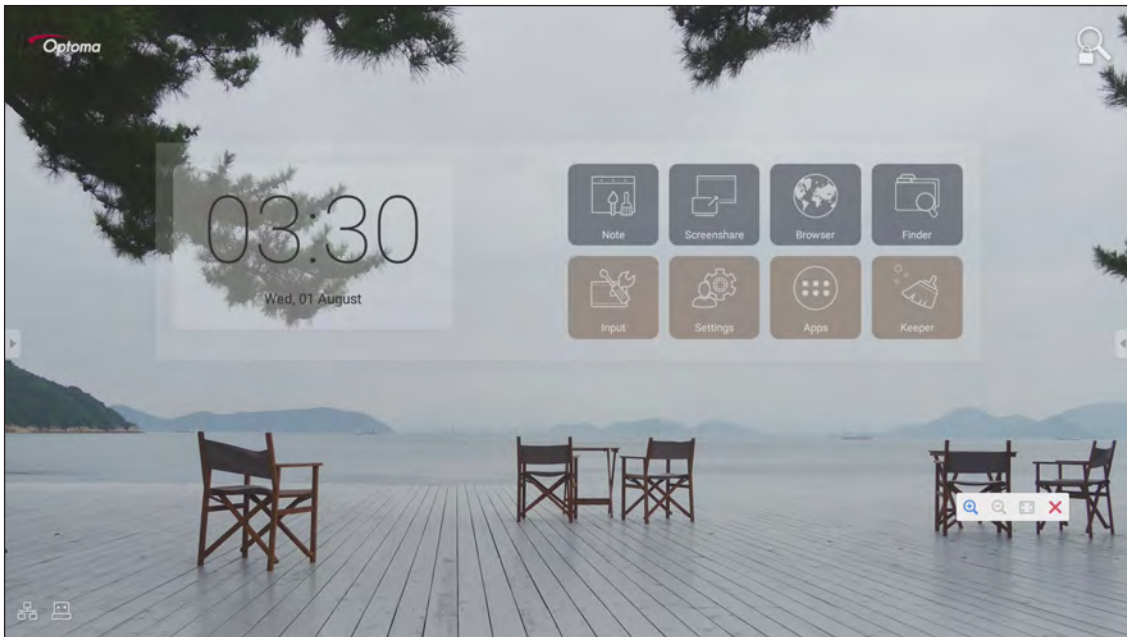 Optoma
03:30
Wed, 01 August
Note
Screenshare
Browser
Finder
Input
Settings
Apps
Keeper